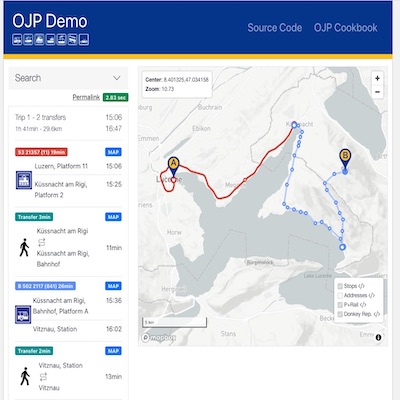 OJP Demo
Source Code
OJP Cookbook
Search
Permalink
2.83 sec
Trip 1 - 2 transfers
15:06
1h 41min - 29.6km
16:47
S3 21357 (11) 19min
MAP
Luzern, Platform 11
15:06
Küssnacht am Rigi,
Platform 2
15:25
Transfer 3min
MAP
Küssnacht am Rigi
Küssnacht am Rigi,
Bahnhof
11min
B 502 2117 (841) 26min
MAP
Küssnacht am Rigi,
Bahnhof, Platform A
15:36
Vitznau, Station
16:02
Transfer 2min
MAP
Vitznau, Station
Vitznau
13min
Center: 8.401325,47.034158
Zoom: 10.73
+
−
Buchrain
Emmen
Ebikon
A
B
Horw
Hergiswil
Bürgenstock
Lake Lucerne
Stans
Emmetten
5 km
Stops </>
Addresses </>
P+Rail </>
Donkey Rep. </>
mapbox